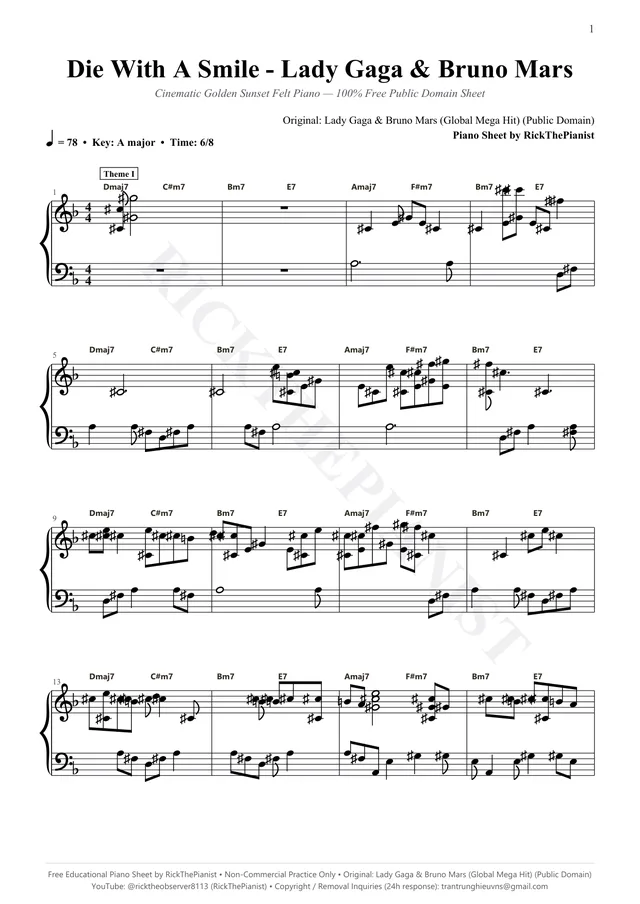 1
Die With A Smile - Lady Gaga & Bruno Mars
Cinematic Golden Sunset Felt Piano — 100% Free Public Domain Sheet
Original: Lady Gaga & Bruno Mars (Global Mega Hit) (Public Domain)
Piano Sheet by RickThePianist
♩ = 78 • Key: A major • Time: 6/8
Theme I
Dmaj7 C#m7 Bm7 E7 Amaj7 F#m7 Bm7 E7
1
4 4
4 4
5
Dmaj7 C#m7 Bm7 E7 Amaj7 F#m7 Bm7 E7
9
Dmaj7 C#m7 Bm7 E7 Amaj7 F#m7 Bm7 E7
13
Dmaj7 C#m7 Bm7 E7 Amaj7 F#m7 Bm7 E7
RICKTHEPIANIST
Free Educational Piano Sheet by RickThePianist • Non-Commercial Practice Only • Original: Lady Gaga & Bruno Mars (Global Mega Hit) (Public Domain)
YouTube: @ricktheobserver8113 (RickThePianist) • Copyright / Removal Inquiries (24h response): trantrunghieuvns@gmail.com